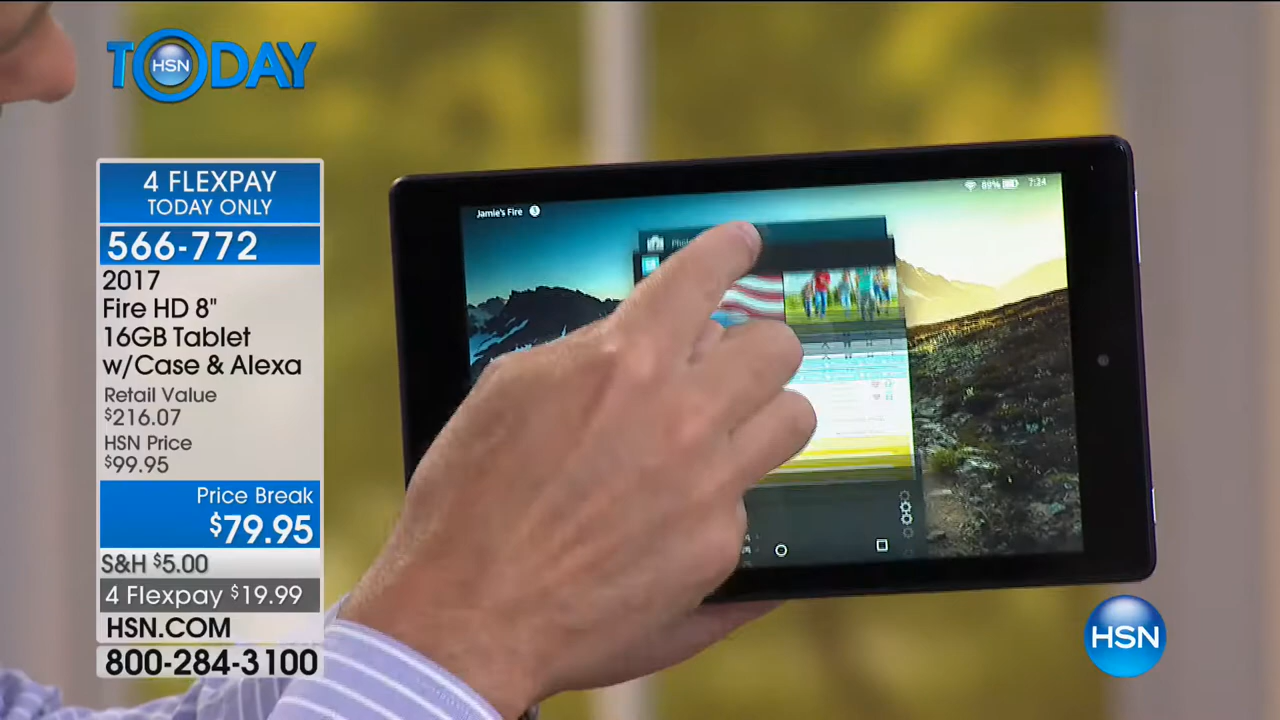 TODAY
HSN
4 FLEXPAY
TODAY ONLY
566-772
2017
Fire HD 8"
16GB Tablet
w/Case & Alexa
Retail Value
$216.07
HSN Price
$99.95
Price Break
$79.95
S&H $5.00
4 Flexpay $19.99
HSN.COM
800-284-3100
Jamie's Fire
89%
7:24
HSN